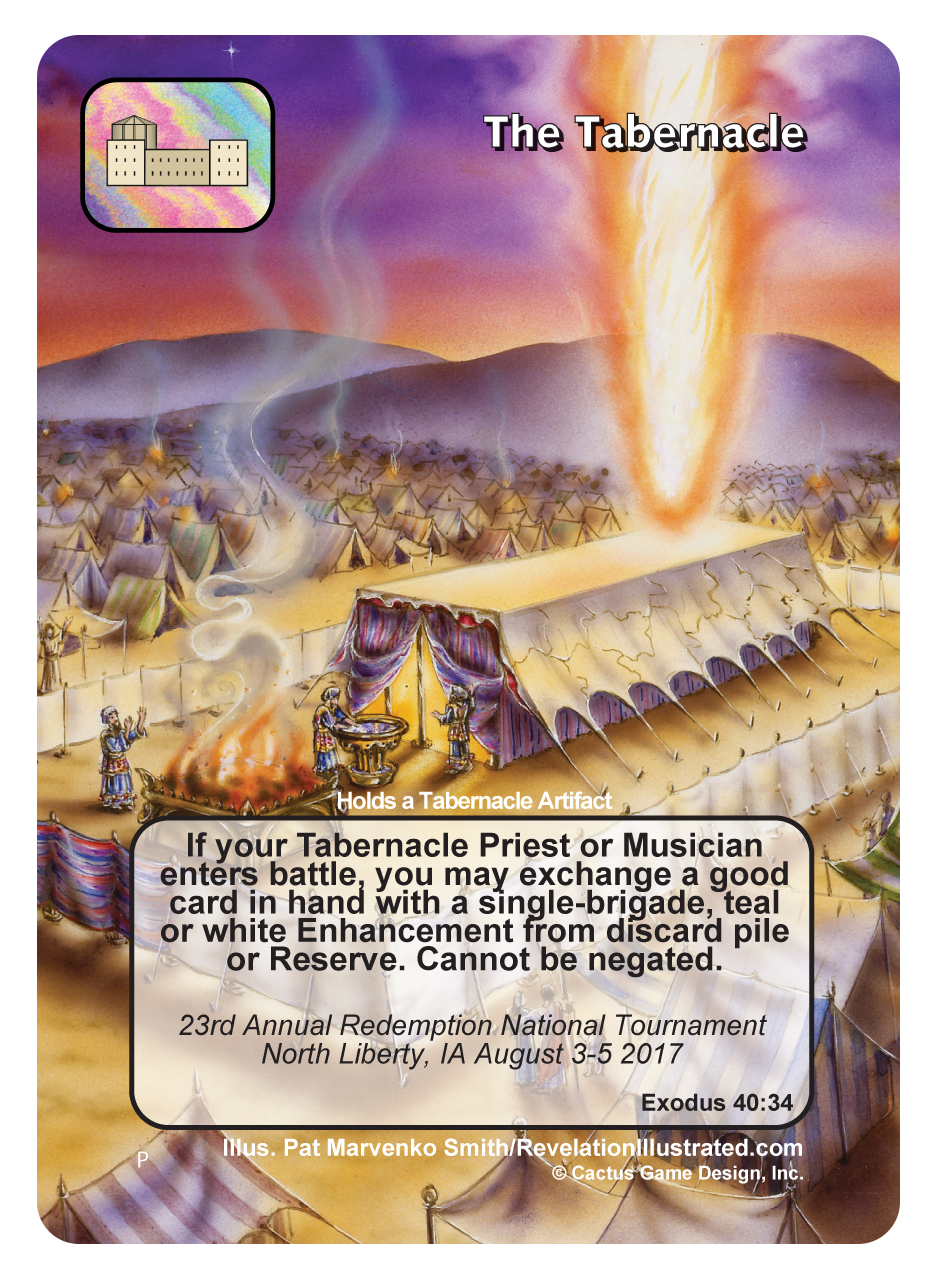 The Tabernacle
Holds a Tabernacle Artifact
If your Tabernacle Priest or Musician
enters battle, you may exchange a good
card in hand with a single-brigade, teal
or white Enhancement from discard pile
or Reserve. Cannot be negated.
23rd Annual Redemption National Tournament
North Liberty, IA August 3-5 2017
Exodus 40:34
Illus. Pat Marvenko Smith/RevelationIllustrated.com
P
© Cactus Game Design, Inc.